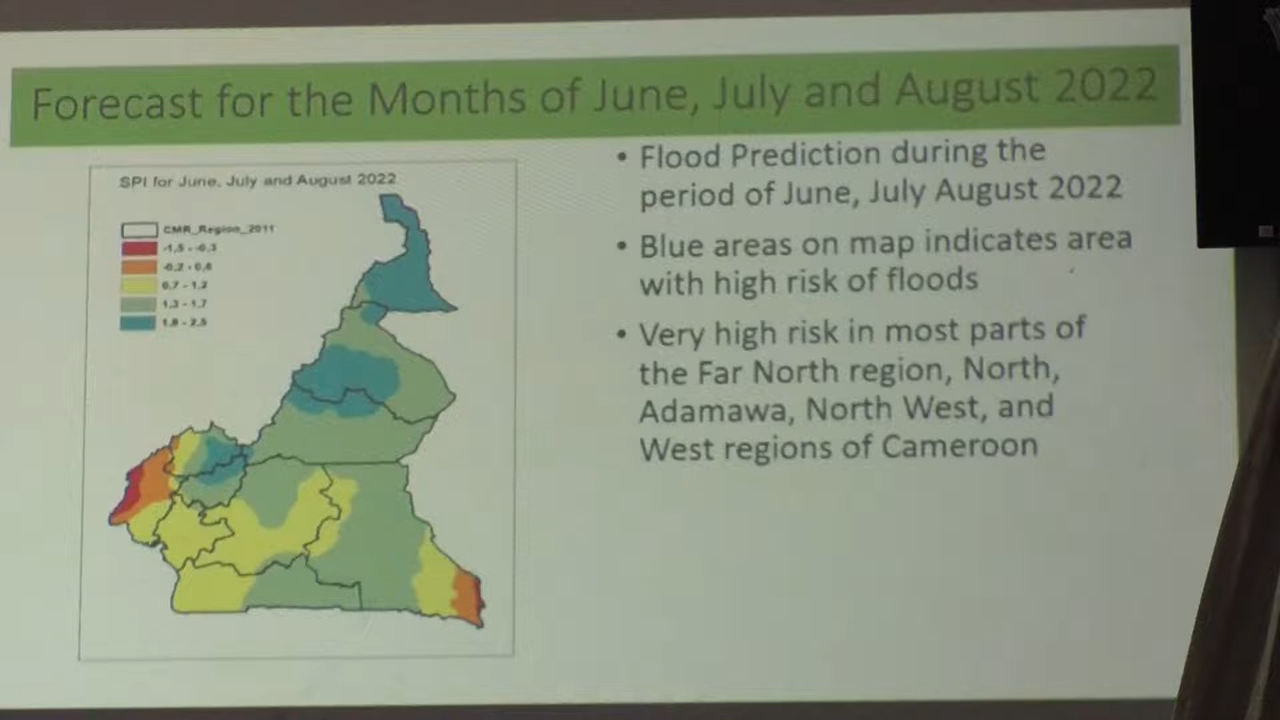 Forecast for the Months of June, July and August 2022
SPI for June, July and August 2022
CMR_Region_2011
-1,5 - -0,3
-0,2 - 0,6
0,7 - 1,2
1,3 - 1,7
1,8 - 2,5
• Flood Prediction during the
period of June, July August 2022
• Blue areas on map indicates area
with high risk of floods
• Very high risk in most parts of
the Far North region, North,
Adamawa, North West, and
West regions of Cameroon